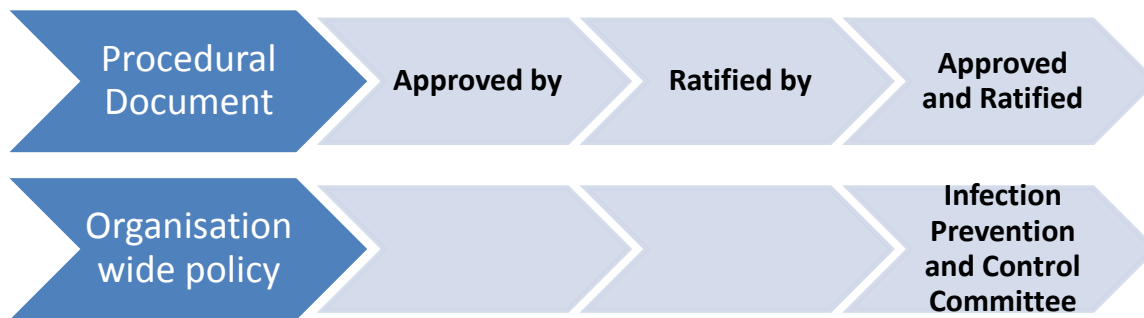 Procedural
Document
Approved by
Ratified by
Approved
and Ratified
Organisation
wide policy
Infection
Prevention
and Control
Committee